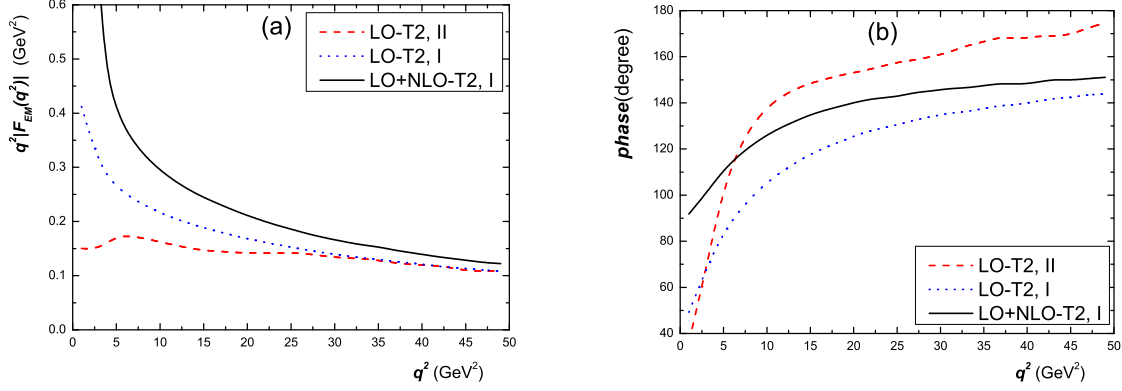 (a)
LO-T2, II
LO-T2, I
LO+NLO-T2, I
q²|F_EM(q²)| (GeV²)
0.6
0.5
0.4
0.3
0.2
0.1
0.0
0 5 10 15 20 25 30 35 40 45 50
q² (GeV²)
(b)
phase(degree)
180
160
140
120
100
80
60
40
LO-T2, II
LO-T2, I
LO+NLO-T2, I
0 5 10 15 20 25 30 35 40 45 50
q² (GeV²)